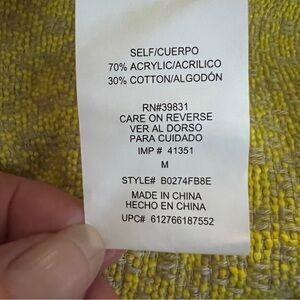 SELF/CUERPO
70% ACRYLIC/ACRILICO
30% COTTON/ALGODÓN
RN#39831
CARE ON REVERSE
VER AL DORSO
PARA CUIDADO
IMP # 41351
M
STYLE# B0274FB8E
MADE IN CHINA
HECHO EN CHINA
UPC# 612766187552